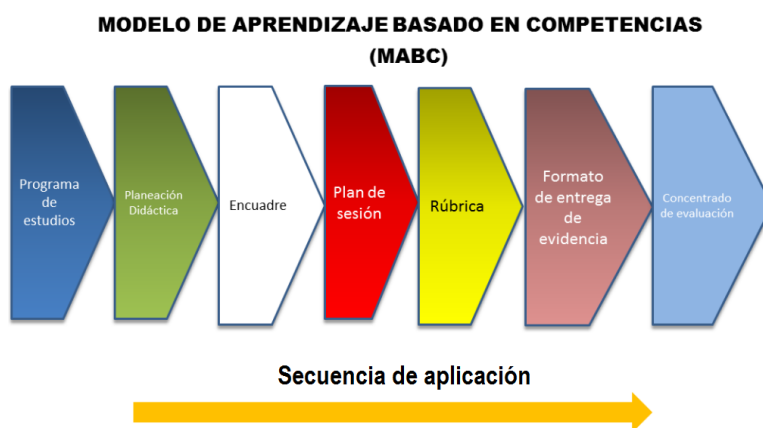 MODELO DE APRENDIZAJE BASADO EN COMPETENCIAS
(MABC)
Programa
de
estudios
Planeación
Didáctica
Encuadre
Plan de
sesión
Rúbrica
Formato
de entrega
de
evidencia
Concentrado
de evaluación
Secuencia de aplicación